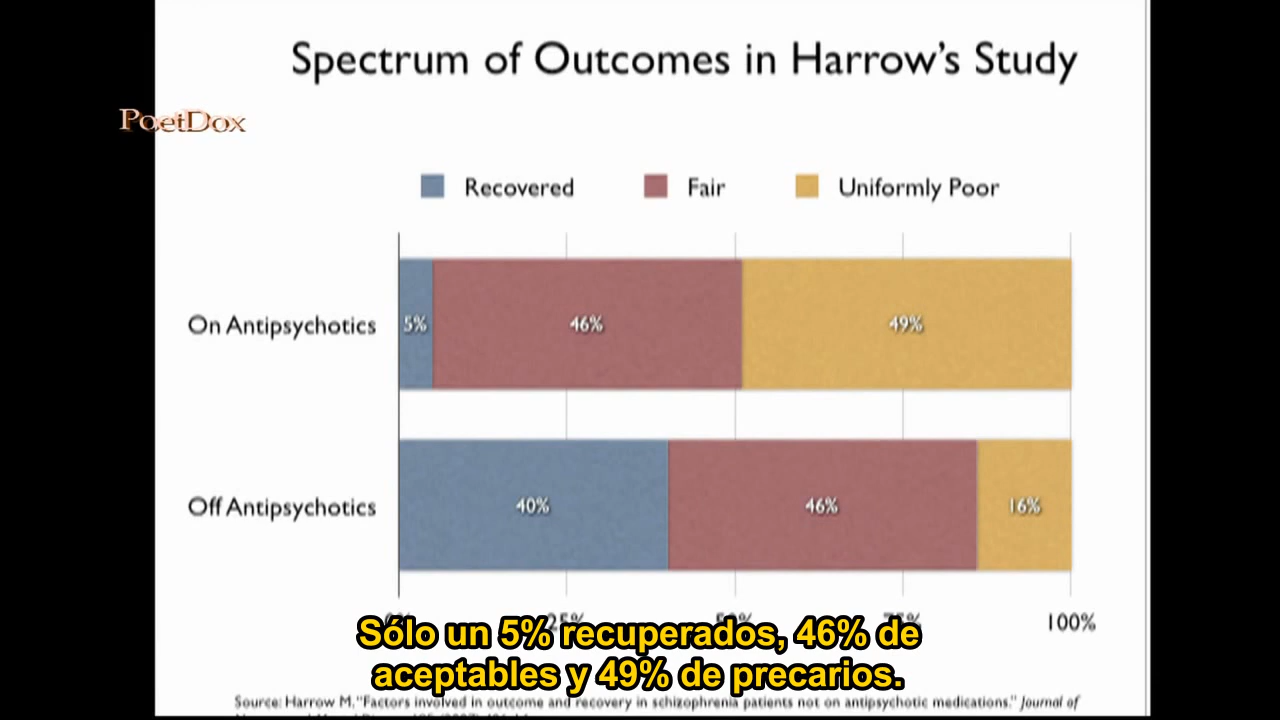 Spectrum of Outcomes in Harrow's Study
PoetDox
Recovered Fair Uniformly Poor
On Antipsychotics 5% 46% 49%
Off Antipsychotics 40% 46% 16%
25% 75% 100%
Sólo un 5% recuperados, 46% de
aceptables y 49% de precarios.
Source: Harrow M, "Factors involved in outcome and recovery in schizophrenia patients not on antipsychotic medications." Journal of